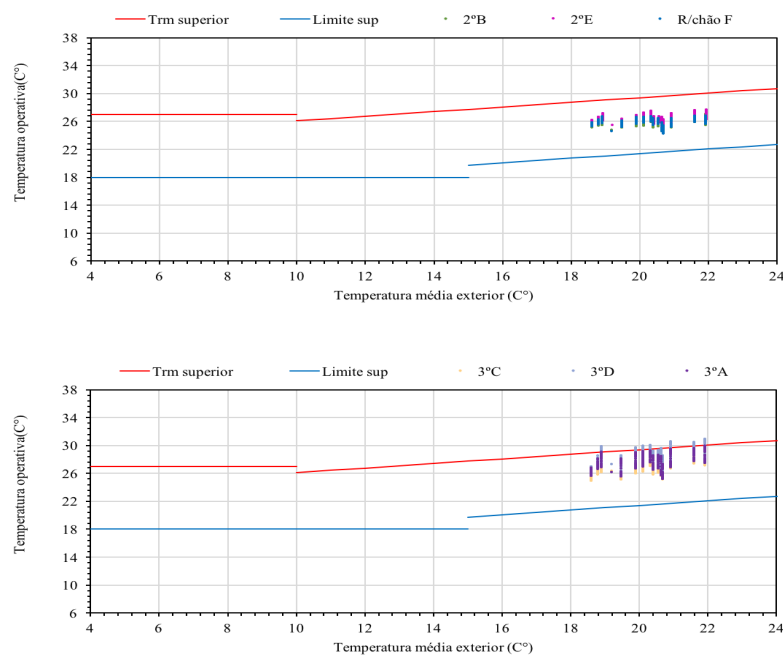 Trm superior Limite sup 2ºB 2ºE R/chão F
38
34
30
26
22
18
14
10
6
Temperatura operativa(C°)
4 6 8 10 12 14 16 18 20 22 24
Temperatura média exterior (C°)
Trm superior Limite sup 3ºC 3ºD 3ºA
38
34
30
26
22
18
14
10
6
Temperatura operativa(C°)
4 6 8 10 12 14 16 18 20 22 24
Temperatura média exterior (C°)